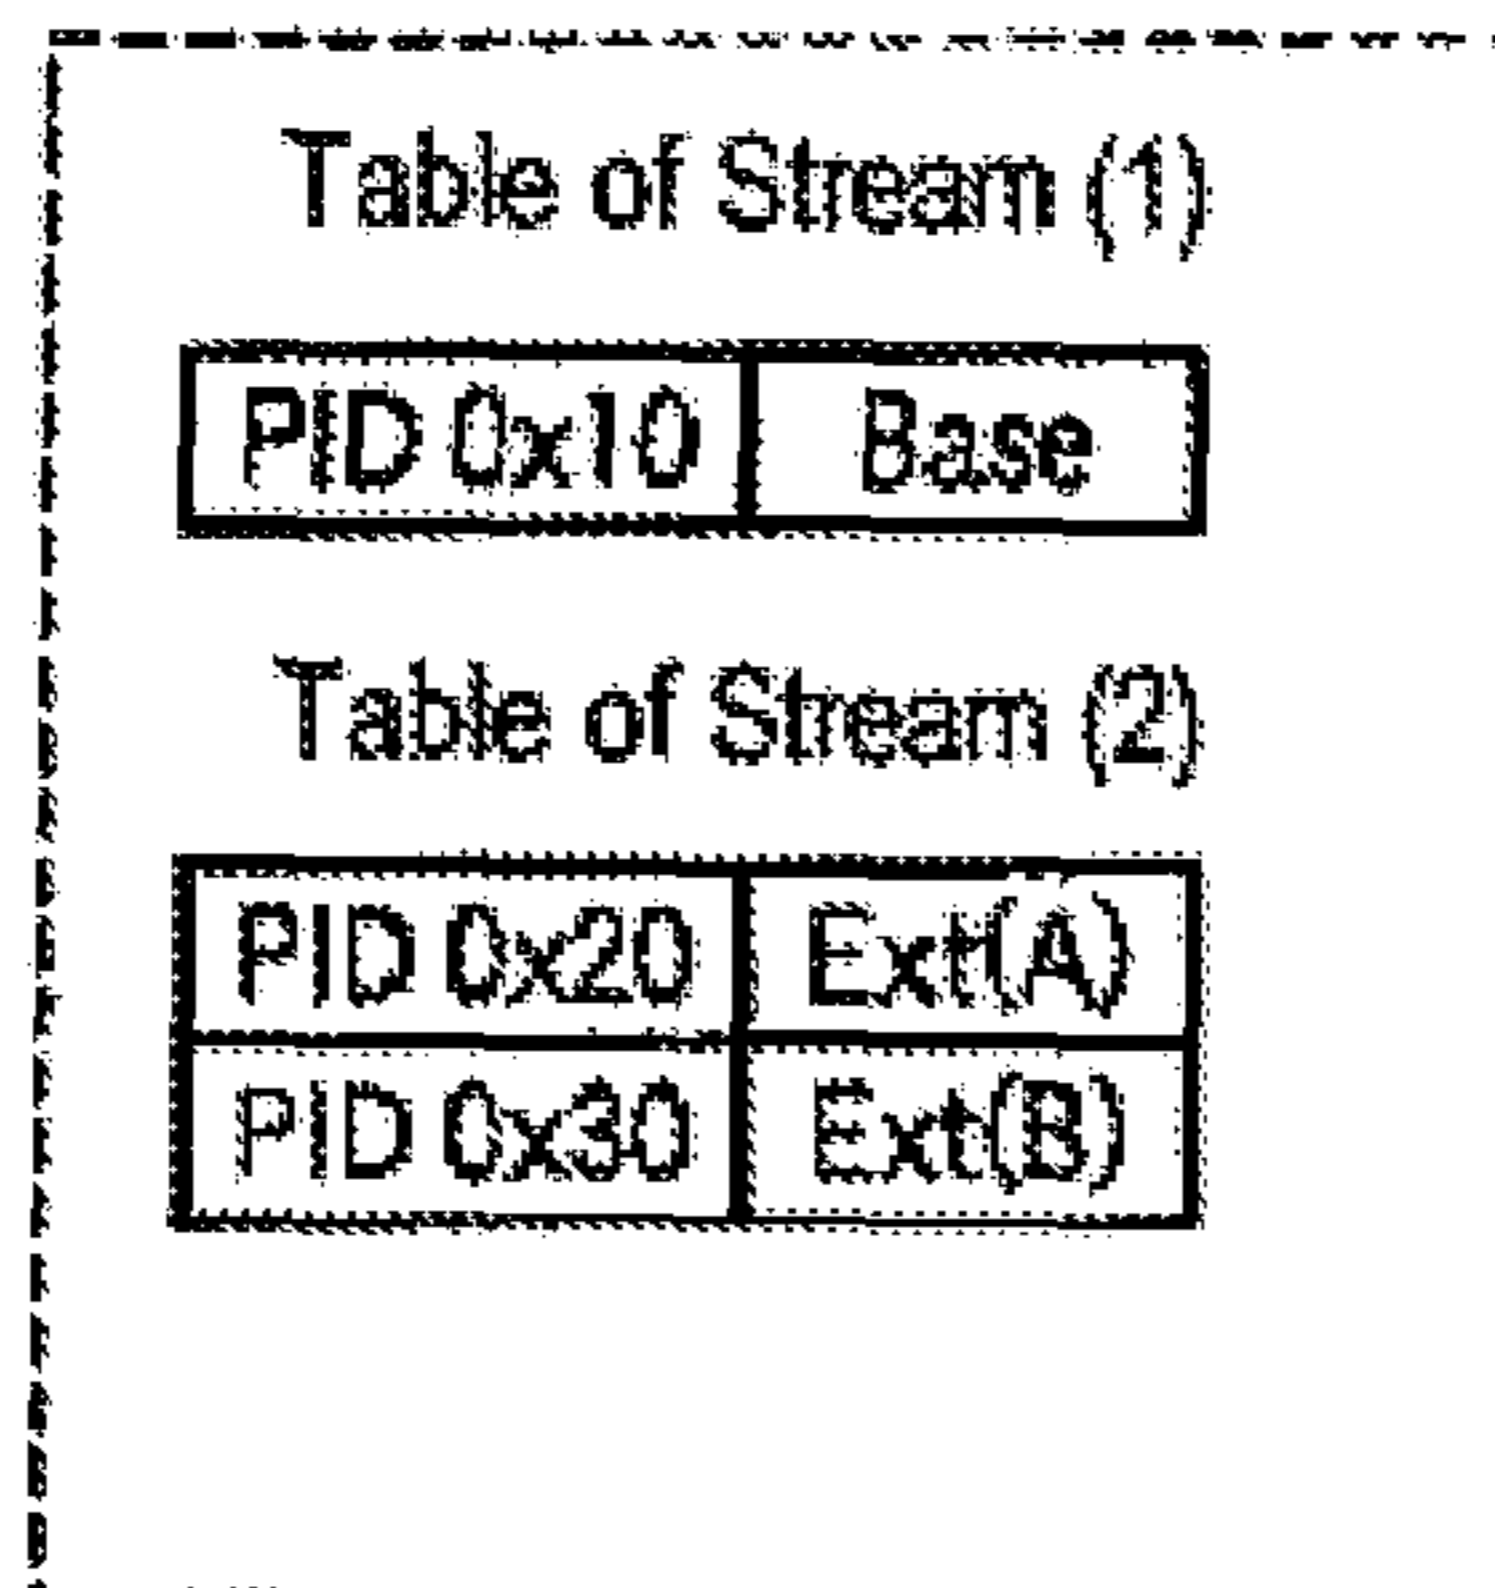 Table of Stream (1)
PID 0x10 Base
Table of Stream (2)
PID 0x20 Ext(A)
PID 0x30 Ext(B)